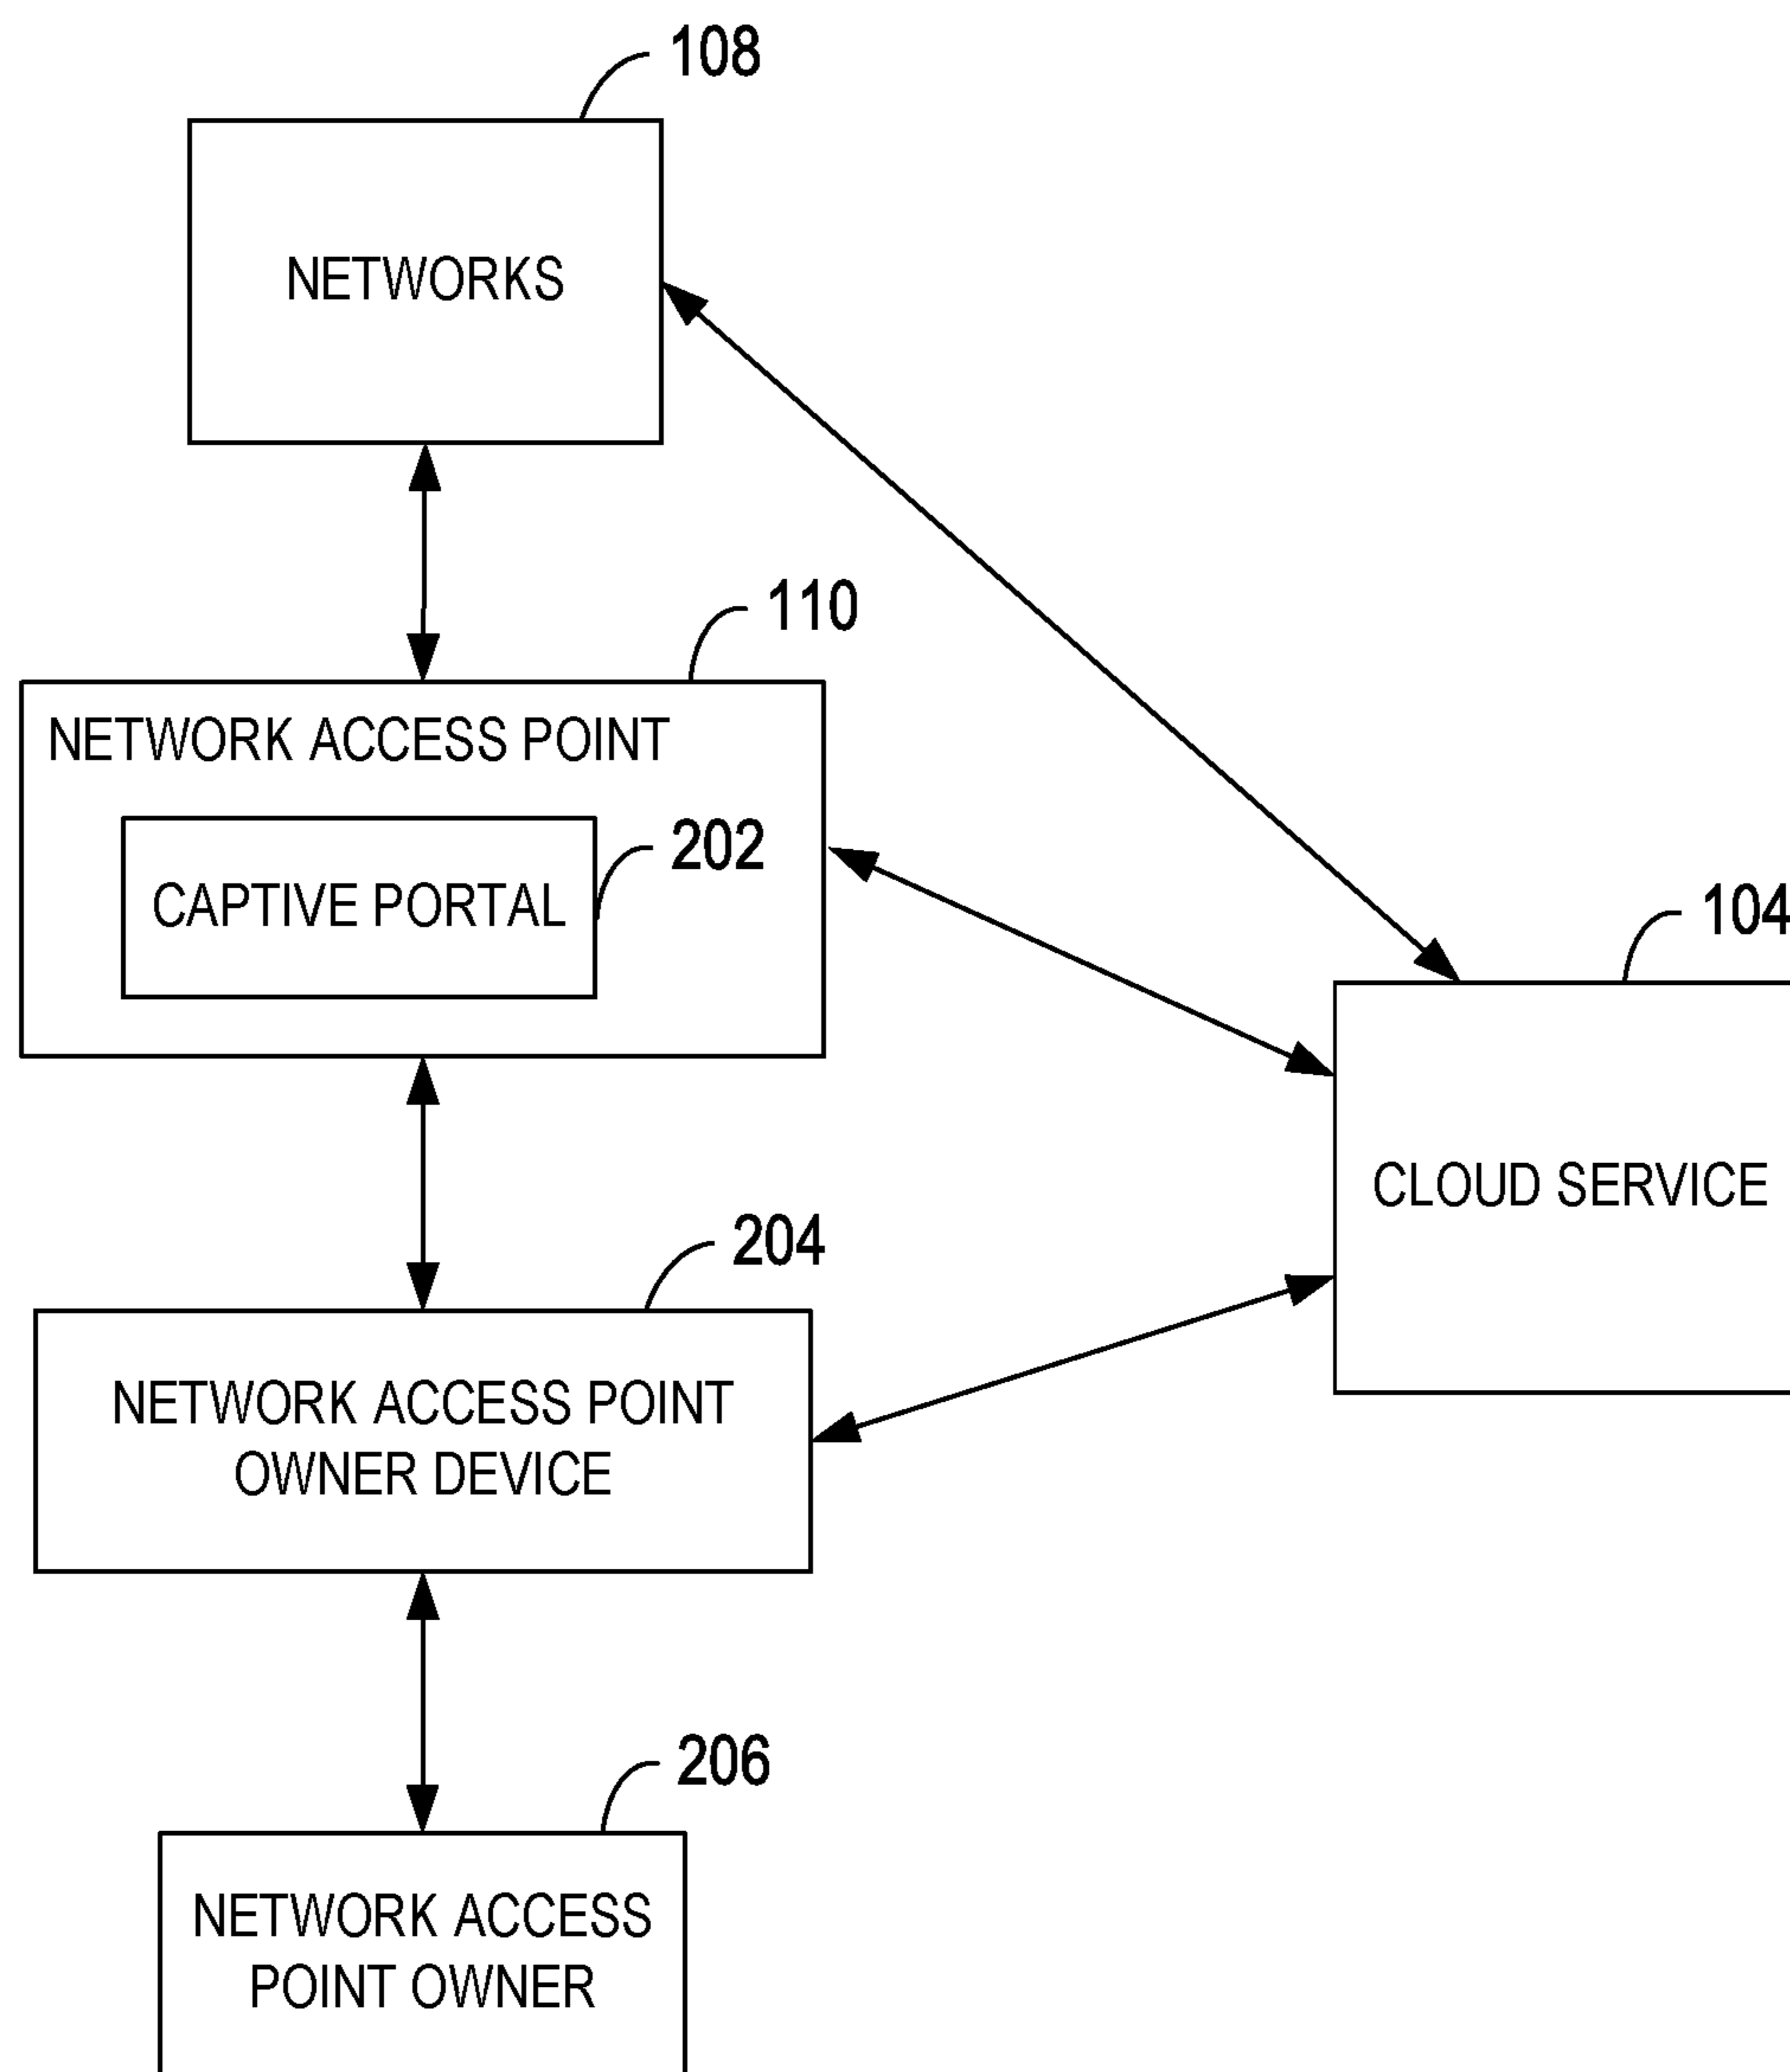 108
NETWORKS
110
NETWORK ACCESS POINT
202
CAPTIVE PORTAL
104
CLOUD SERVICE
204
NETWORK ACCESS POINT
OWNER DEVICE
206
NETWORK ACCESS
POINT OWNER